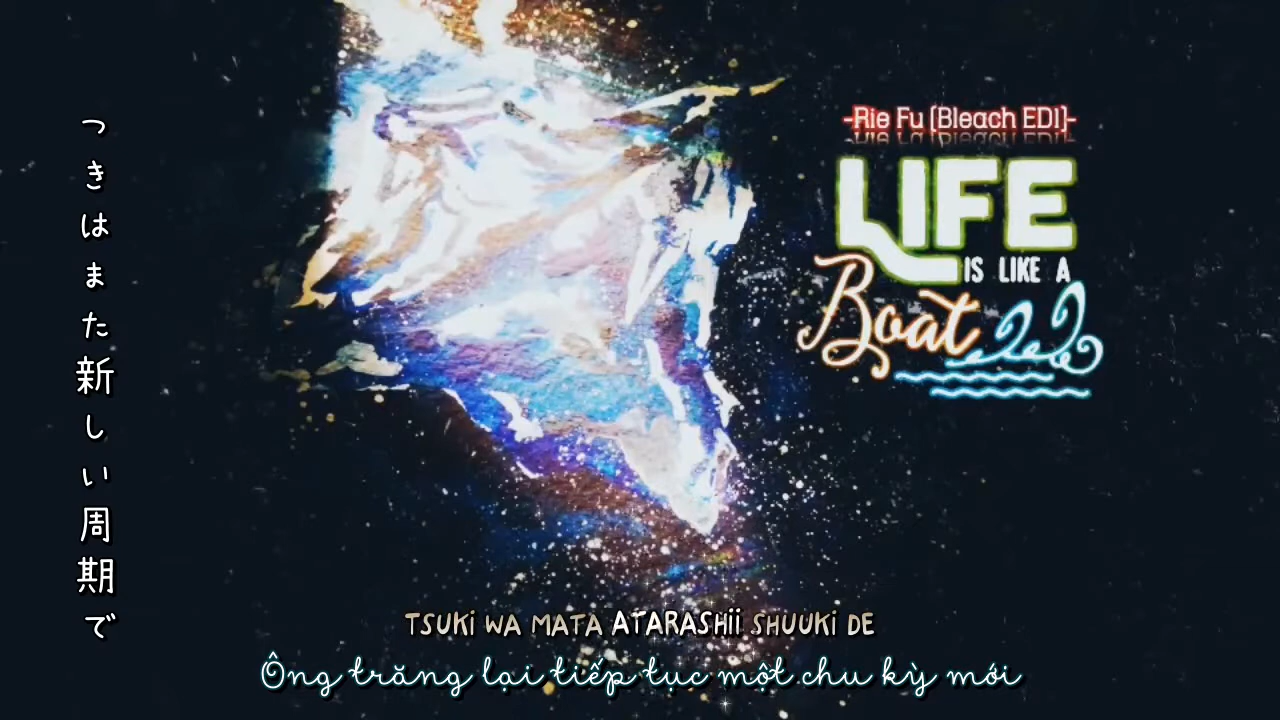 つきはまた新しい周期で
-Rie Fu (Bleach ED1)-
LIFE
IS LIKE A
Boat
TSUKi WA MATA ATARASHii SHUUKi DE
Ông trăng lại tiếp tục một chu kỳ mới